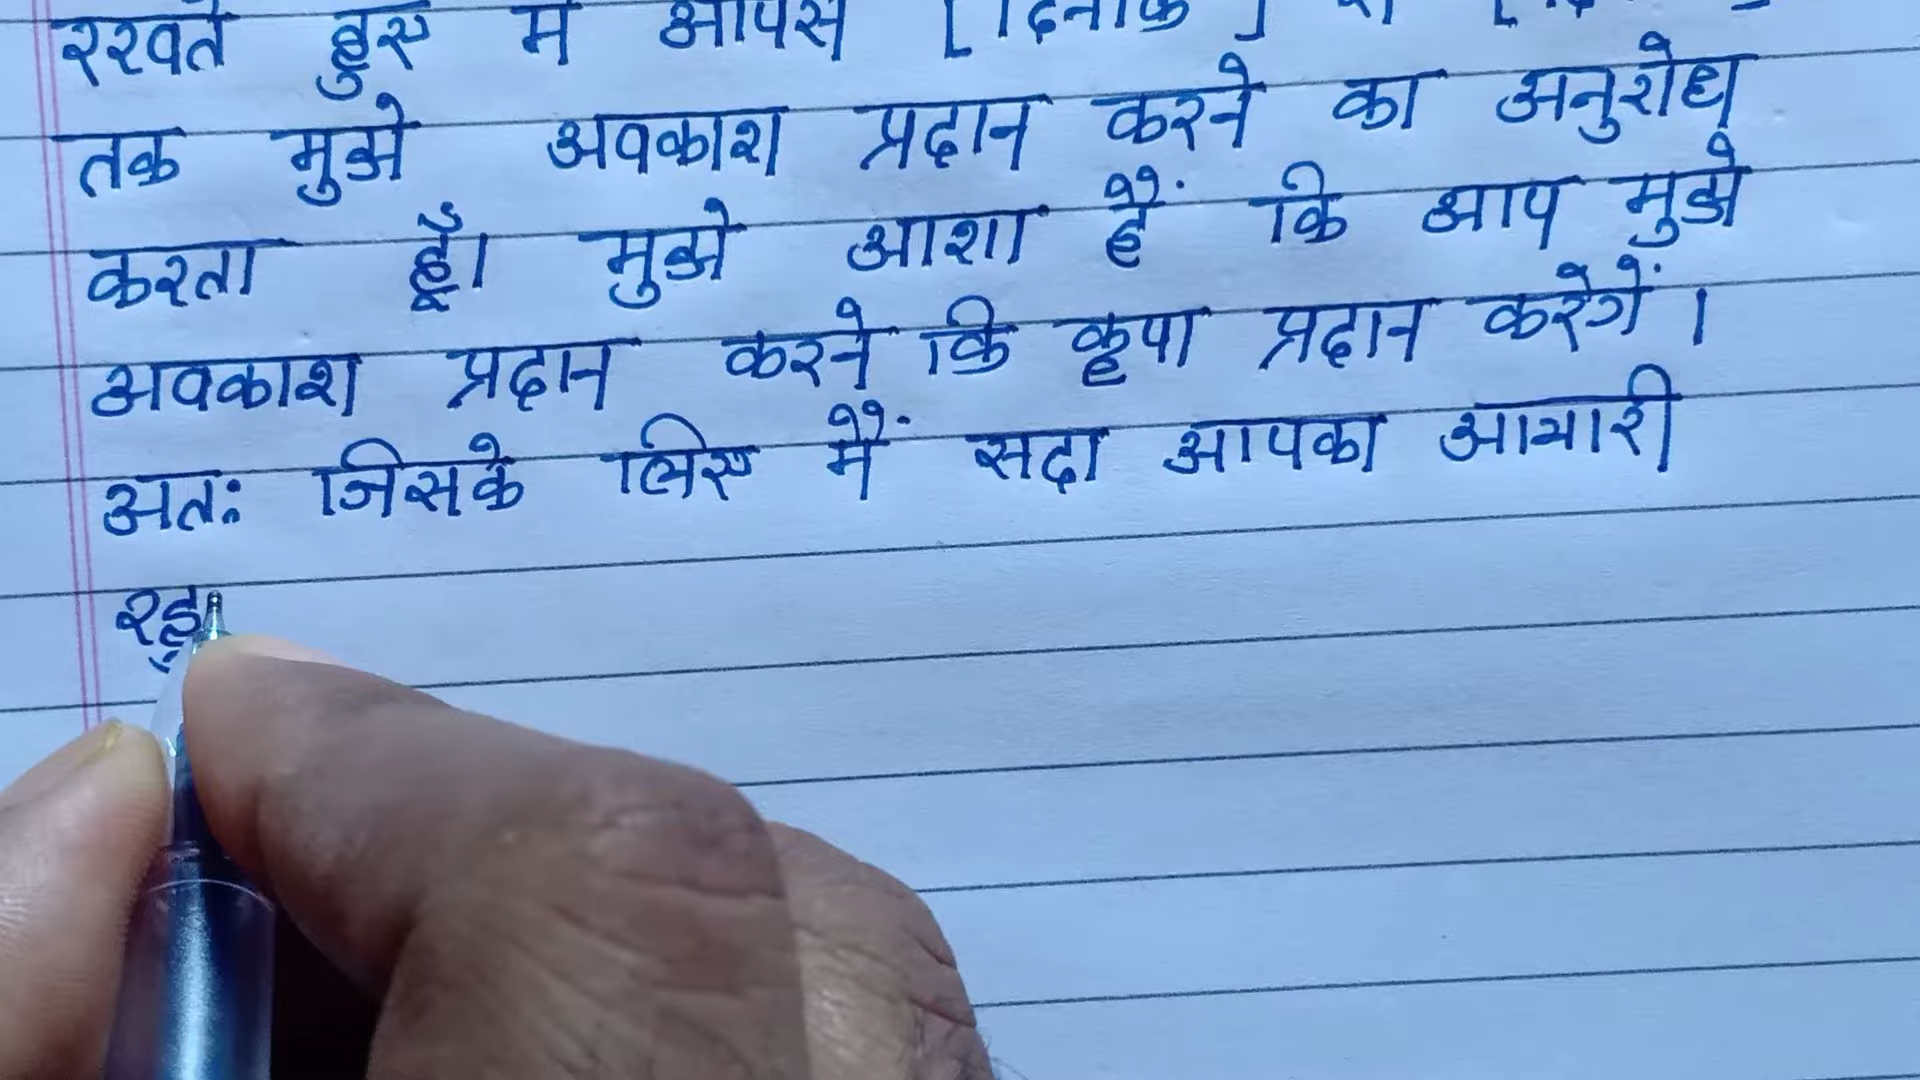 रखते हुए में आपसे [दिनांक] से
तक मुझे अवकाश प्रदान करने का अनुरोध
करता हूँ। मुझे आशा हैं कि आप मुझे
अवकाश प्रदान करने कि कृपा प्रदान करेगें।
अतः जिसके लिए मैं सदा आपका आभारी
रहू